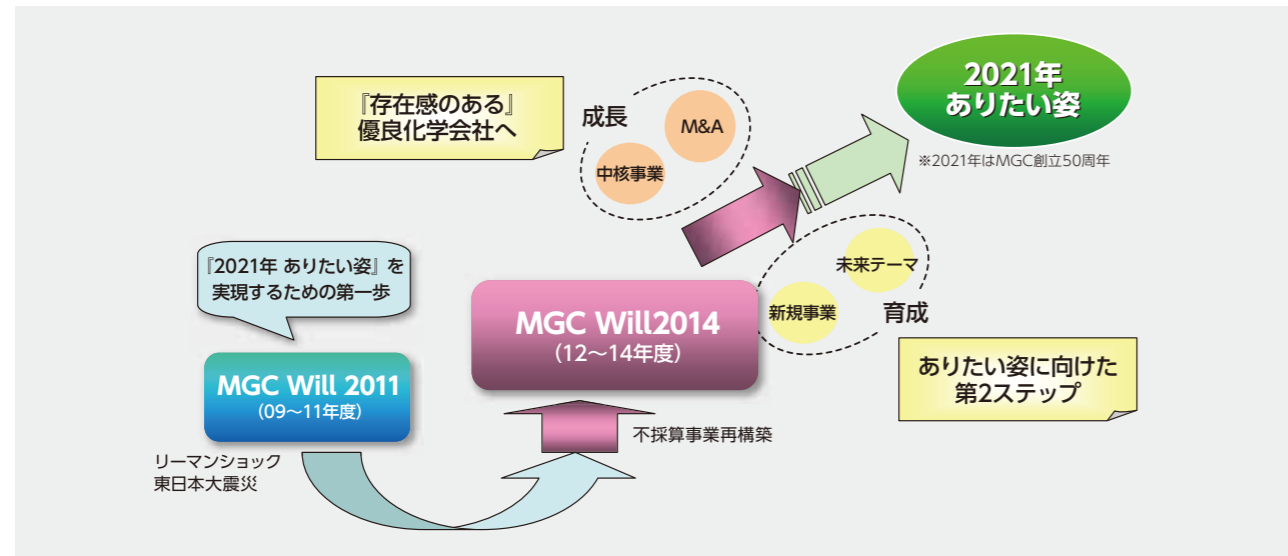 2021年
ありたい姿
※2021年はMGC創立50周年
『存在感のある』
優良化学会社へ
成長
M&A
中核事業
『2021年 ありたい姿』を
実現するための第一歩
未来テーマ
新規事業
育成
MGC Will2014
（12〜14年度）
ありたい姿に向けた
第2ステップ
MGC Will 2011
（09〜11年度）
不採算事業再構築
リーマンショック
東日本大震災